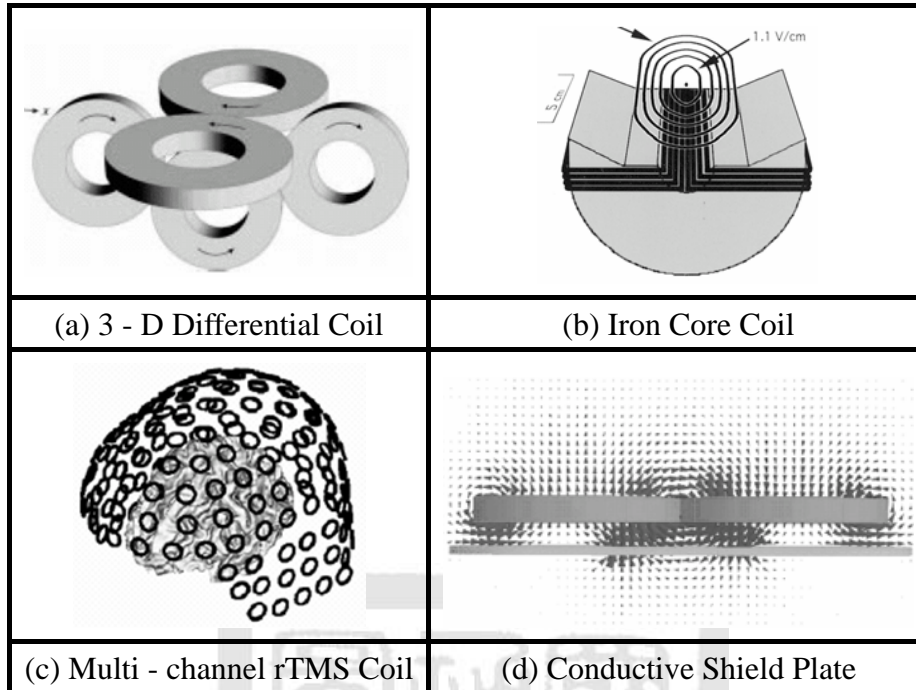 x
1.1 V/cm
5 cm
(a) 3 - D Differential Coil
(b) Iron Core Coil
(c) Multi - channel rTMS Coil
(d) Conductive Shield Plate